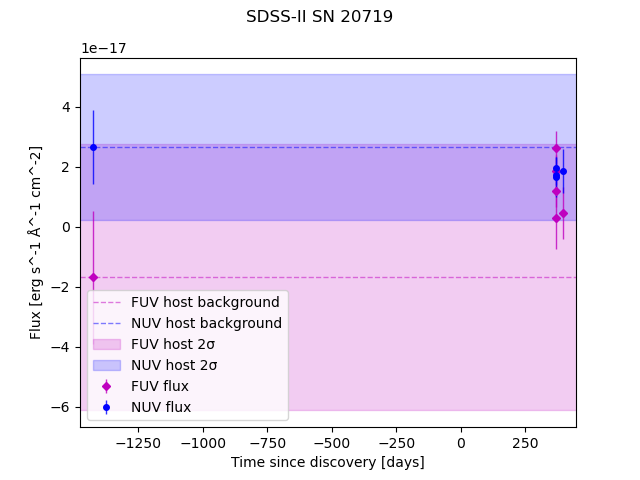 SDSS-II SN 20719
1e−17
Flux [erg s^-1 Å^-1 cm^-2]
4
2
0
−2
−4
−6
FUV host background
NUV host background
FUV host 2σ
NUV host 2σ
FUV flux
NUV flux
−1250 −1000 −750 −500 −250 0 250
Time since discovery [days]